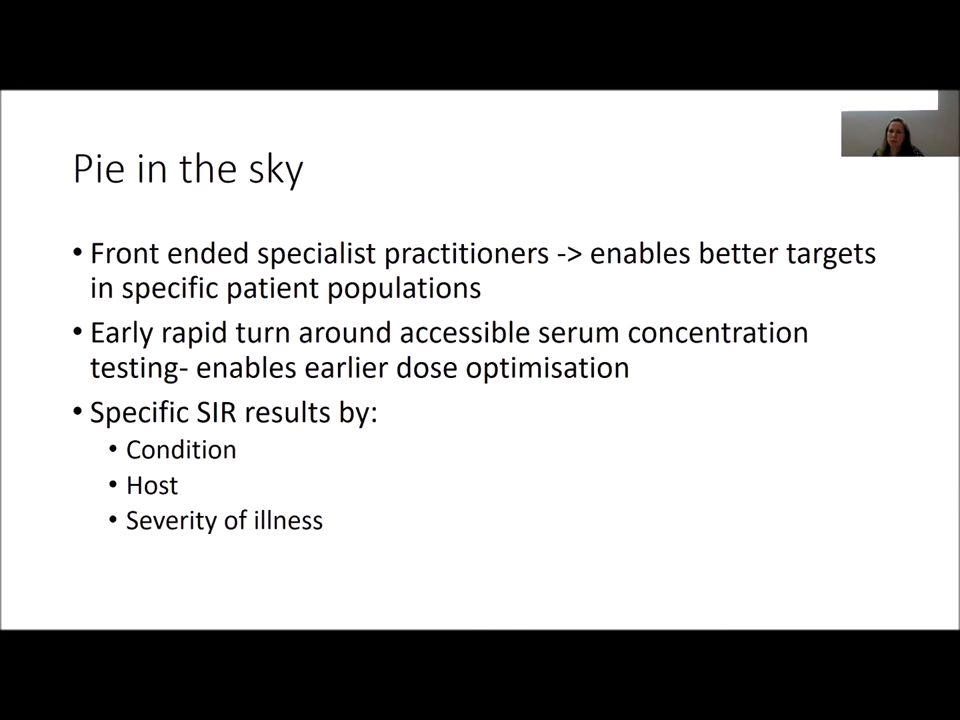 Pie in the sky
• Front ended specialist practitioners -> enables better targets
in specific patient populations
• Early rapid turn around accessible serum concentration
testing- enables earlier dose optimisation
• Specific SIR results by:
• Condition
• Host
• Severity of illness